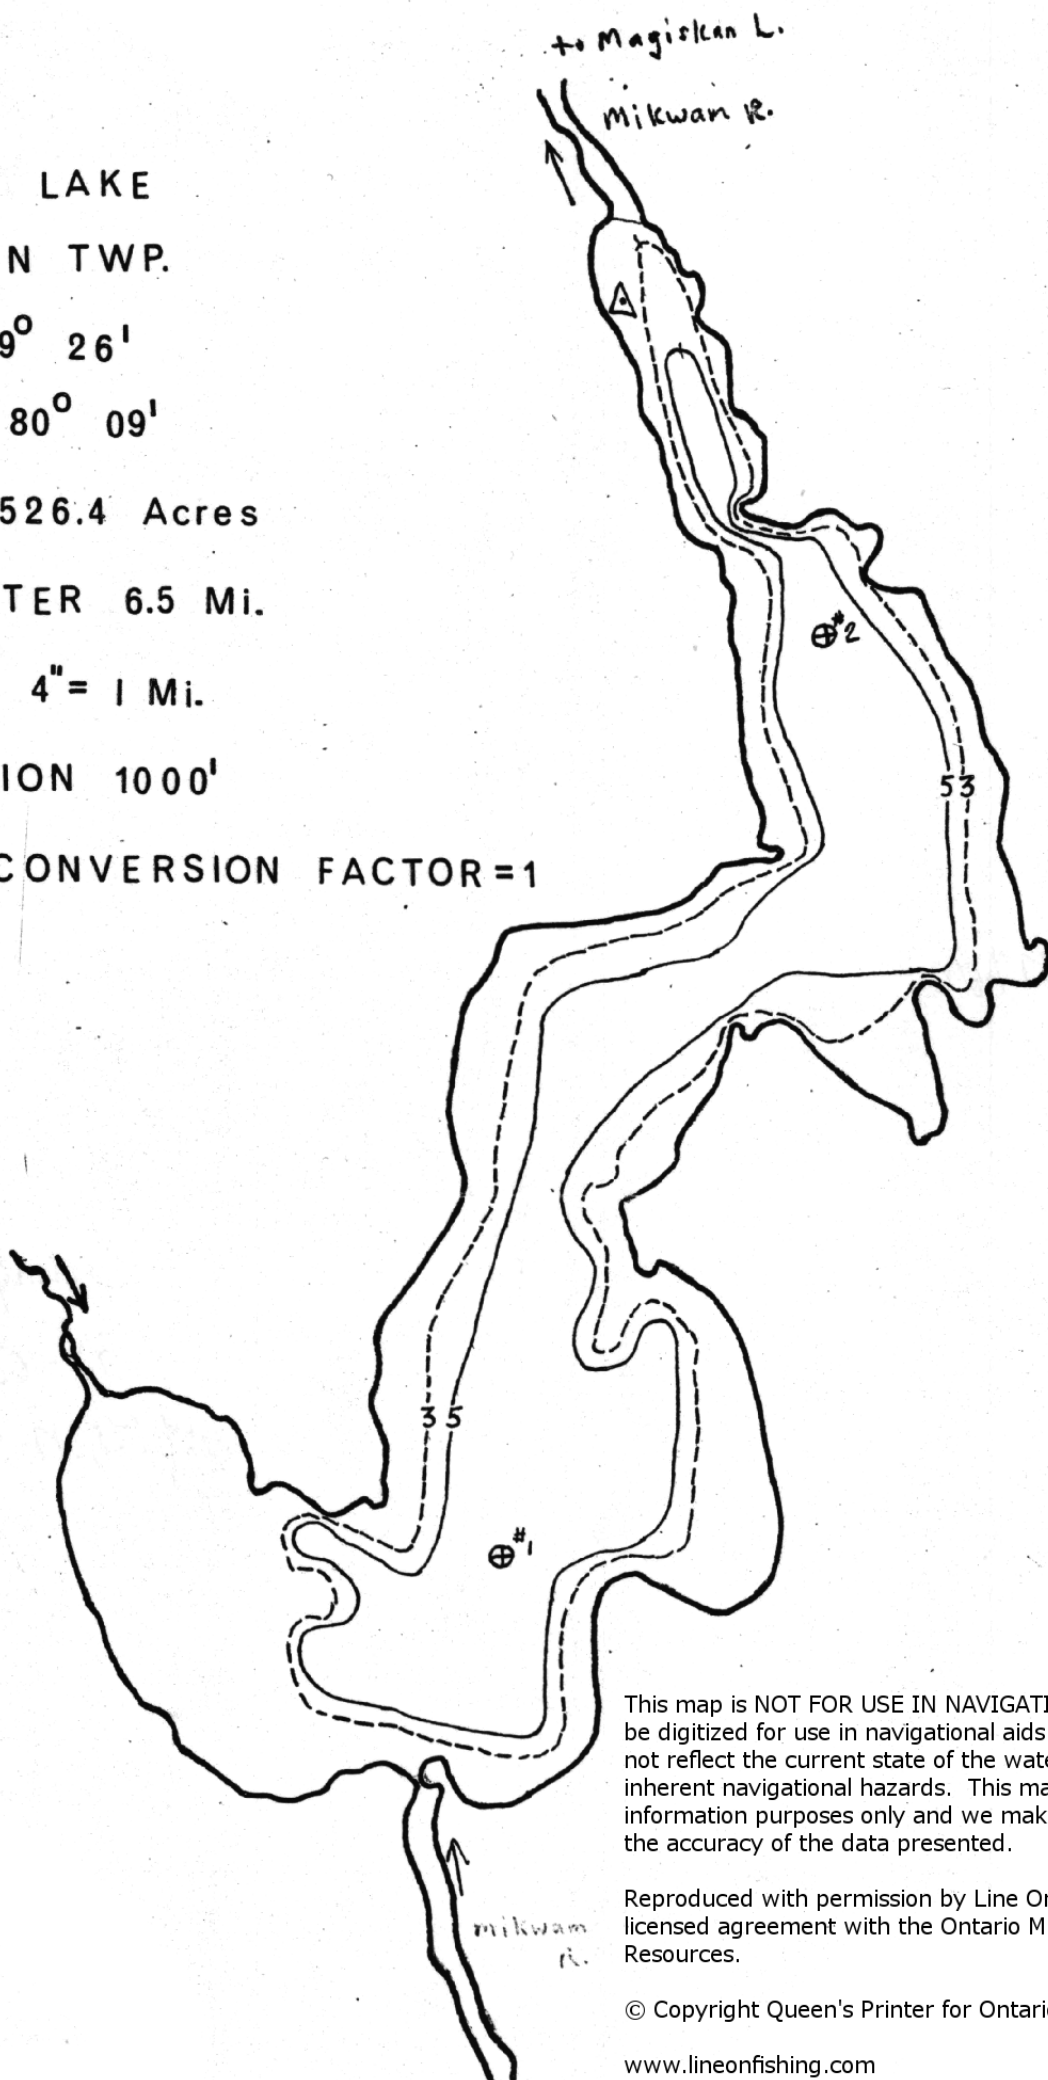 to Magiskan L.
Mikwan R.
LAKE
N TWP.
9° 26'
80° 09'
526.4 Acres
TER 6.5 Mi.
4"= 1 Mi.
ION 1000'
CONVERSION FACTOR=1
#2
53
35
#1
mikwam
R.
This map is NOT FOR USE IN NAVIGATI
be digitized for use in navigational aids
not reflect the current state of the wate
inherent navigational hazards. This ma
information purposes only and we mak
the accuracy of the data presented.
Reproduced with permission by Line On
licensed agreement with the Ontario M
Resources.
© Copyright Queen's Printer for Ontari
www.lineonfishing.com